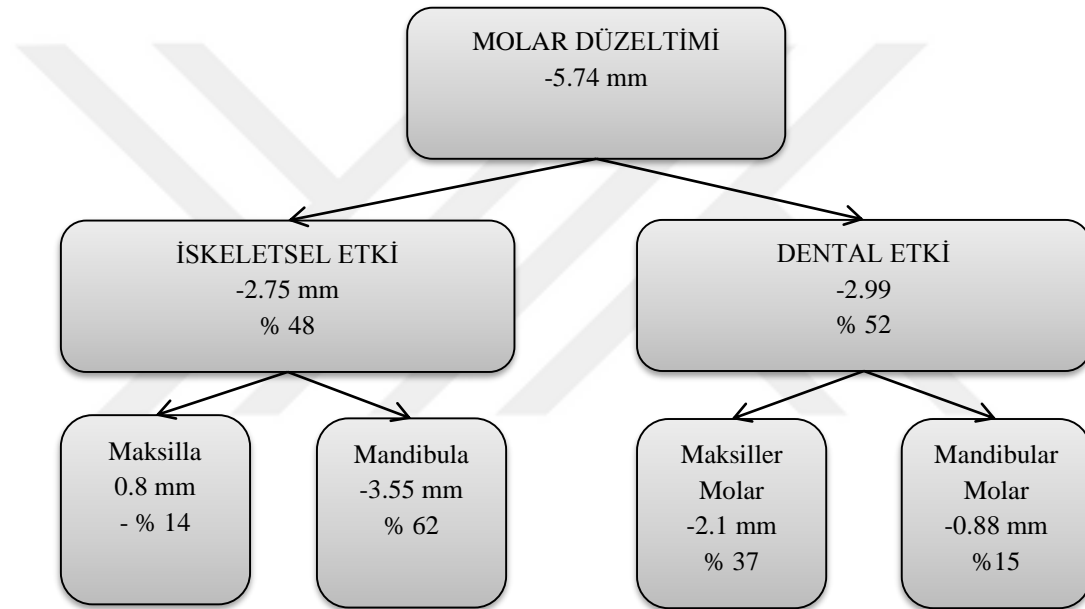 MOLAR DÜZELTİMİ
-5.74 mm
İSKELETSEL ETKİ
-2.75 mm
% 48
DENTAL ETKİ
-2.99
% 52
Maksilla
0.8 mm
- % 14
Mandibula
-3.55 mm
% 62
Maksiller
Molar
-2.1 mm
% 37
Mandibular
Molar
-0.88 mm
%15